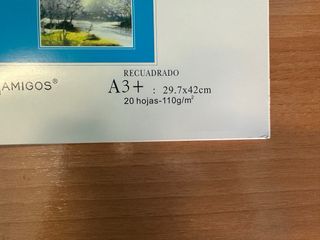 RECUADRADO
AMIGOS®
A3+ : 29.7x42cm
20 hojas-110g/m²